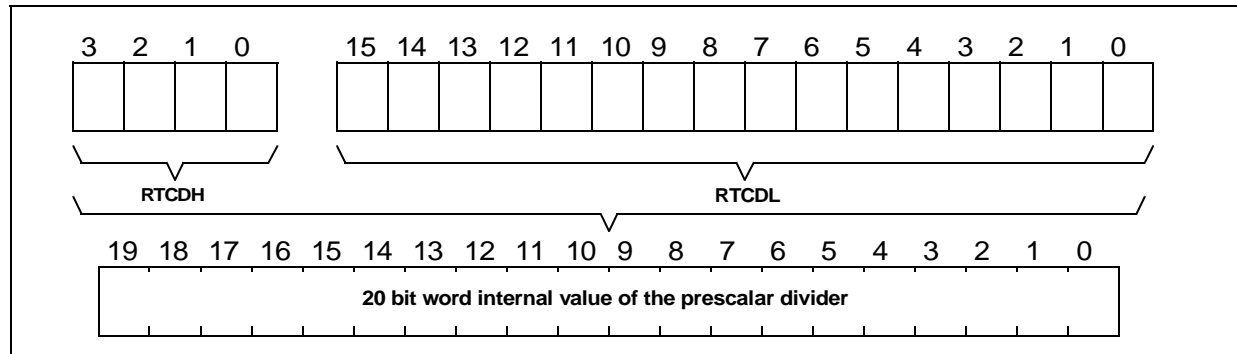 3 2 1 0 15 14 13 12 11 10 9 8 7 6 5 4 3 2 1 0
RTCDH RTCDL
19 18 17 16 15 14 13 12 11 10 9 8 7 6 5 4 3 2 1 0
20 bit word internal value of the prescalar divider